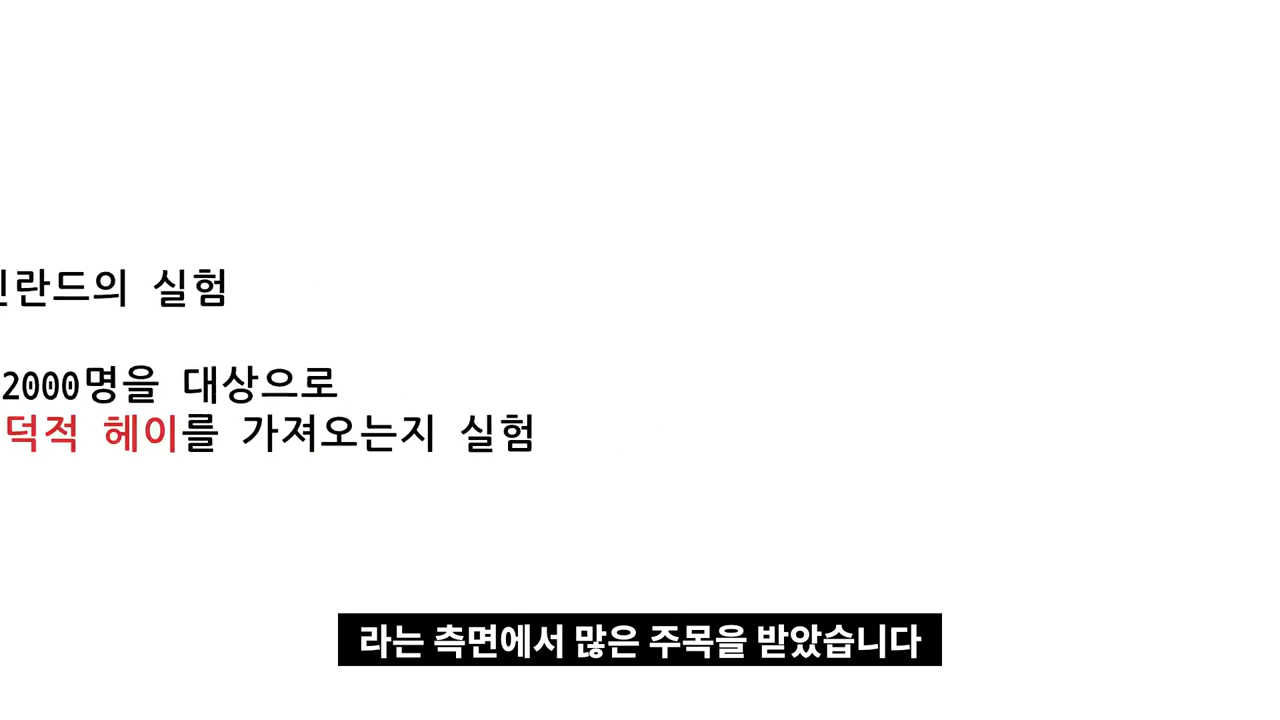 란드의 실험
2000명을 대상으로
덕적 헤이를 가져오는지 실험
라는 측면에서 많은 주목을 받았습니다